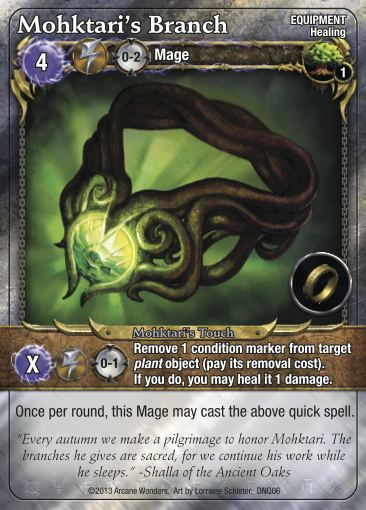 Mohktari's Branch
EQUIPMENT
Healing
4
0-2
Mage
1
Mohktari's Touch
X
0-1
Remove 1 condition marker from target
plant object (pay its removal cost).
If you do, you may heal it 1 damage.
Once per round, this Mage may cast the above quick spell.
"Every autumn we make a pilgrimage to honor Mohktari. The
branches he gives are sacred, for we continue his work while
he sleeps." -Shalla of the Ancient Oaks
©2013 Arcane Wonders. Art by Lorraine Schleter. DNQ06